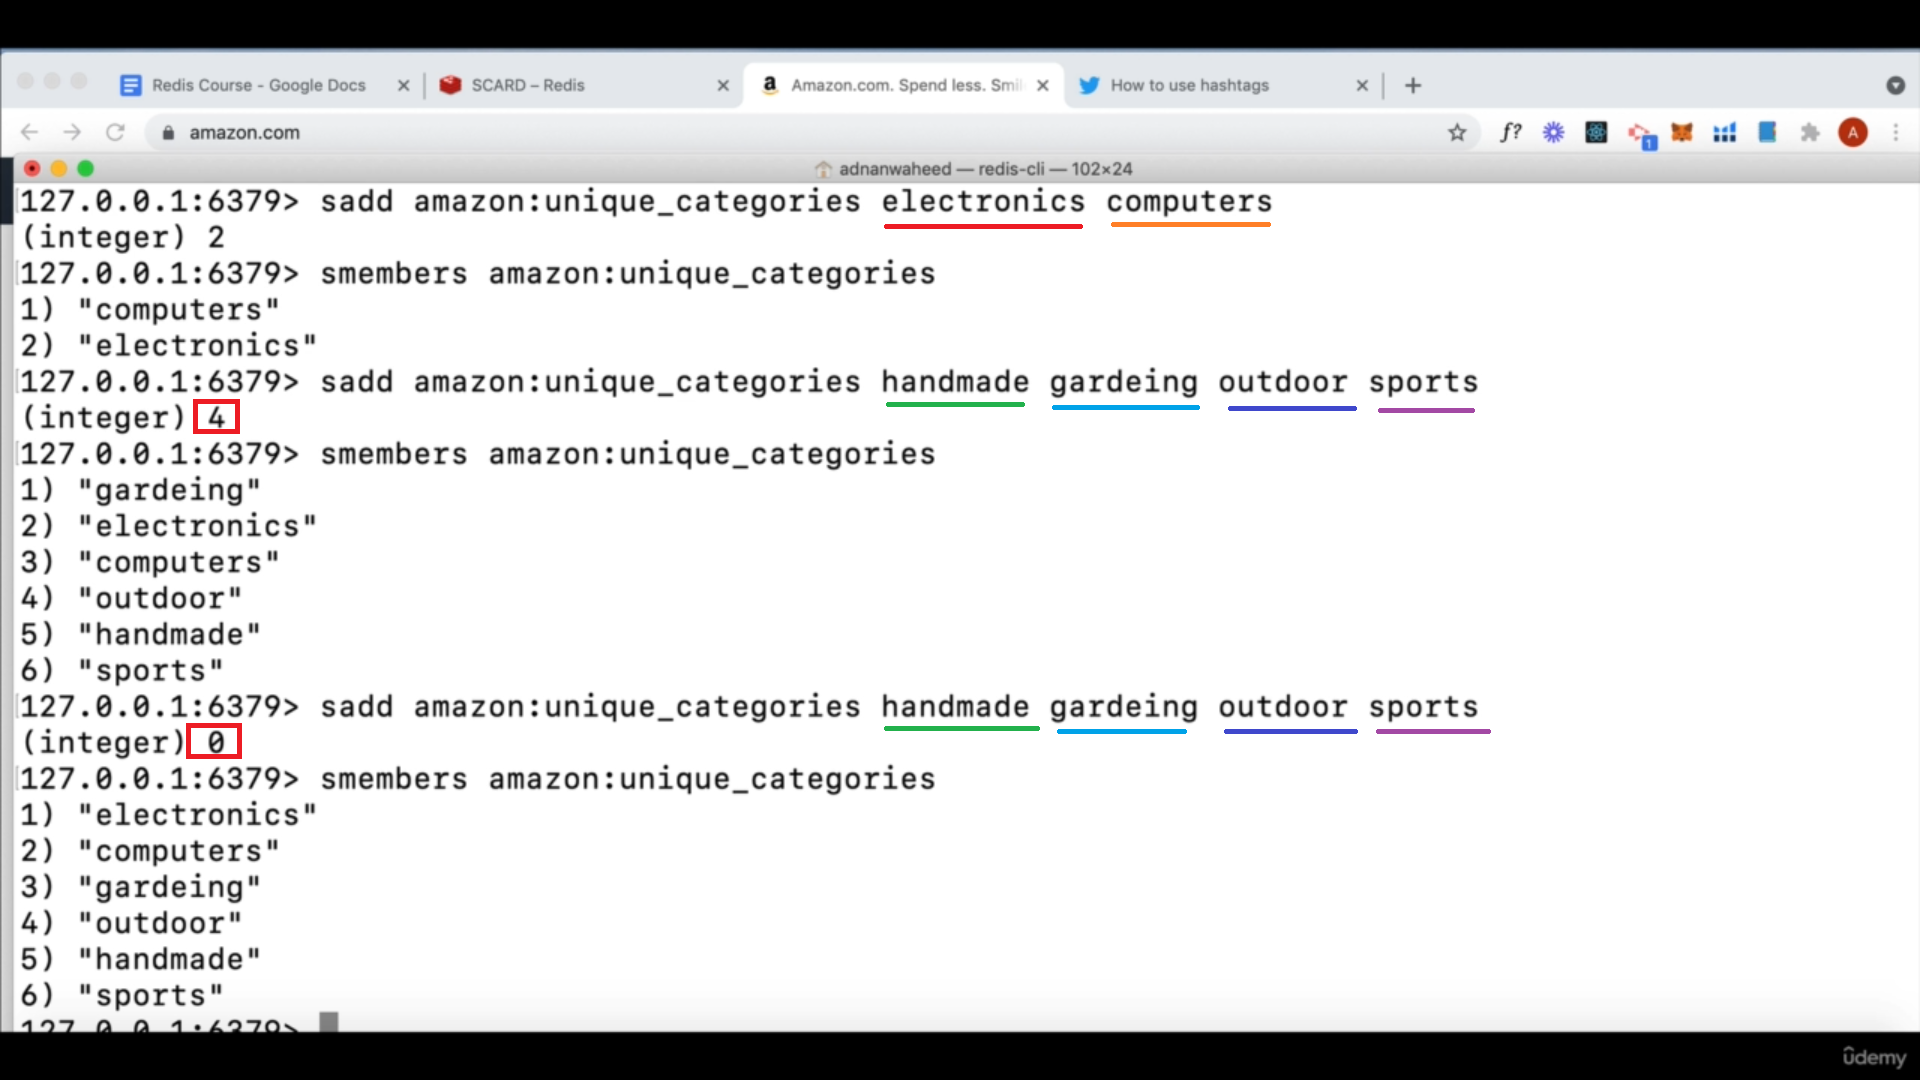 Redis Course - Google Docs
SCARD – Redis
Amazon.com. Spend less. Smil
How to use hashtags
amazon.com
f?
1
A
adnanwaheed — redis-cli — 102×24
127.0.0.1:6379> sadd amazon:unique_categories electronics computers
(integer) 2
127.0.0.1:6379> smembers amazon:unique_categories
1) "computers"
2) "electronics"
127.0.0.1:6379> sadd amazon:unique_categories handmade gardeing outdoor sports
(integer) 4
127.0.0.1:6379> smembers amazon:unique_categories
1) "gardeing"
2) "electronics"
3) "computers"
4) "outdoor"
5) "handmade"
6) "sports"
127.0.0.1:6379> sadd amazon:unique_categories handmade gardeing outdoor sports
(integer) 0
127.0.0.1:6379> smembers amazon:unique_categories
1) "electronics"
2) "computers"
3) "gardeing"
4) "outdoor"
5) "handmade"
6) "sports"
127.0.0.1:6379>
ûdemy